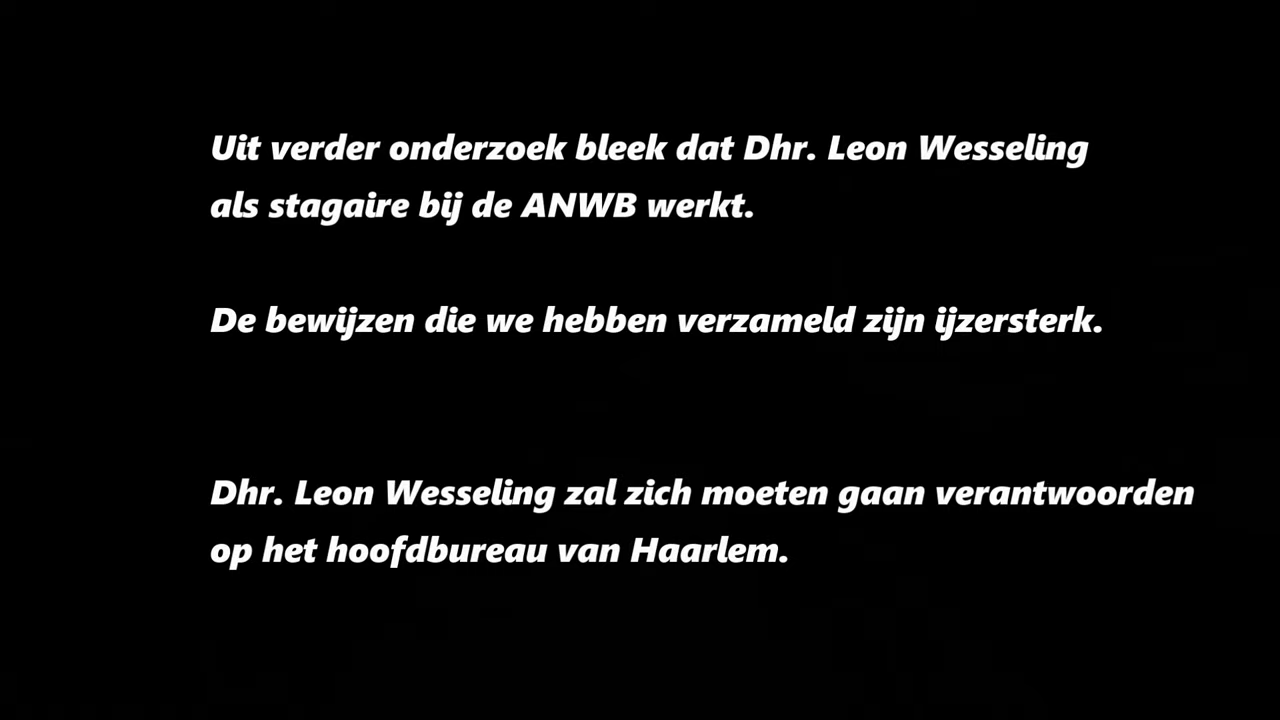 Uit verder onderzoek bleek dat Dhr. Leon Wesseling
als stagaire bij de ANWB werkt.
De bewijzen die we hebben verzameld zijn ijzersterk.
Dhr. Leon Wesseling zal zich moeten gaan verantwoorden
op het hoofdbureau van Haarlem.